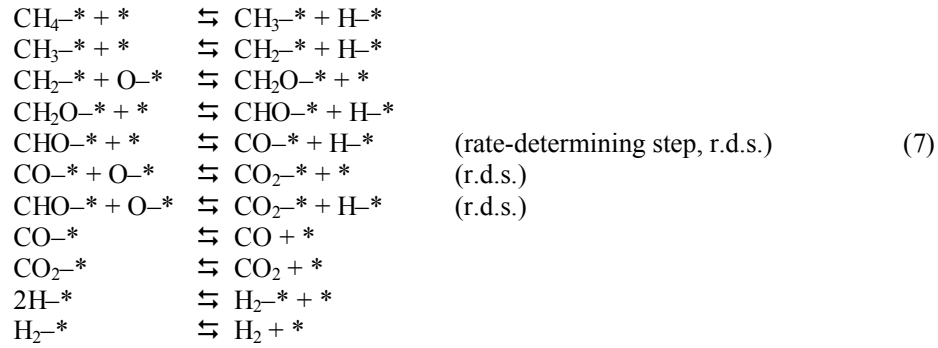 CH₄–* + * ⇆ CH₃–* + H–*
CH₃–* + * ⇆ CH₂–* + H–*
CH₂–* + O–* ⇆ CH₂O–* + *
CH₂O–* + * ⇆ CHO–* + H–*
CHO–* + * ⇆ CO–* + H–* (rate-determining step, r.d.s.) (7)
CO–* + O–* ⇆ CO₂–* + * (r.d.s.)
CHO–* + O–* ⇆ CO₂–* + H–* (r.d.s.)
CO–* ⇆ CO + *
CO₂–* ⇆ CO₂ + *
2H–* ⇆ H₂–* + *
H₂–* ⇆ H₂ + *